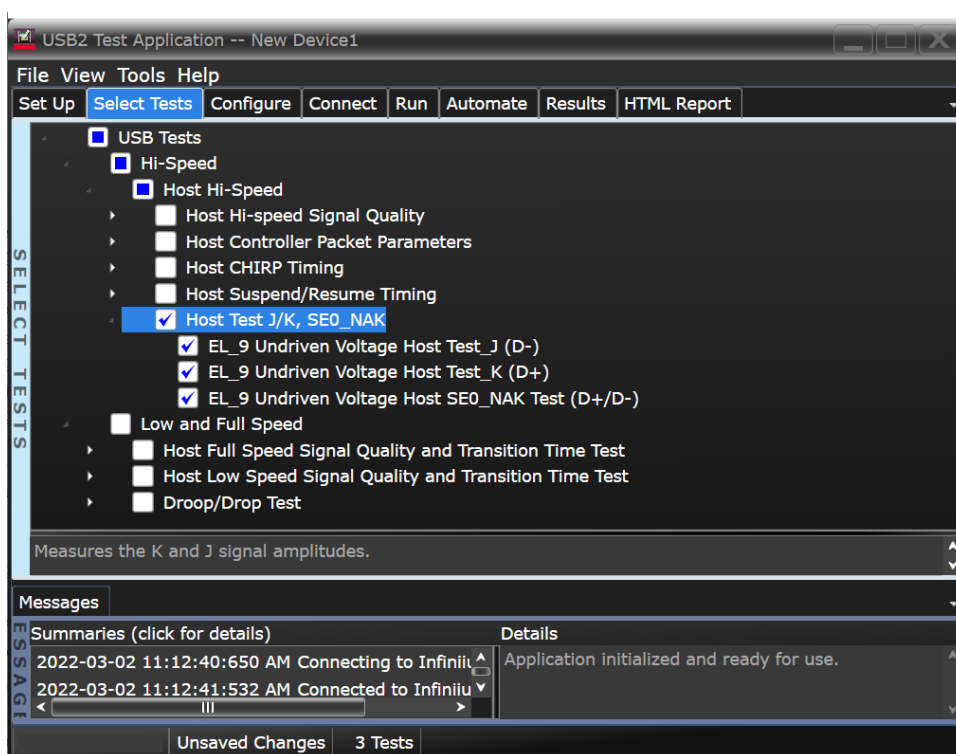 USB2 Test Application -- New Device1
File View Tools Help
Set Up Select Tests Configure Connect Run Automate Results HTML Report
SELECT TESTS
USB Tests
Hi-Speed
Host Hi-Speed
Host Hi-speed Signal Quality
Host Controller Packet Parameters
Host CHIRP Timing
Host Suspend/Resume Timing
Host Test J/K, SE0_NAK
EL_9 Undriven Voltage Host Test_J (D-)
EL_9 Undriven Voltage Host Test_K (D+)
EL_9 Undriven Voltage Host SE0_NAK Test (D+/D-)
Low and Full Speed
Host Full Speed Signal Quality and Transition Time Test
Host Low Speed Signal Quality and Transition Time Test
Droop/Drop Test
Measures the K and J signal amplitudes.
Messages
Summaries (click for details) Details
2022-03-02 11:12:40:650 AM Connecting to Application initialized and ready for use.
2022-03-02 11:12:41:532 AM Connected to
Unsaved Changes 3 Tests